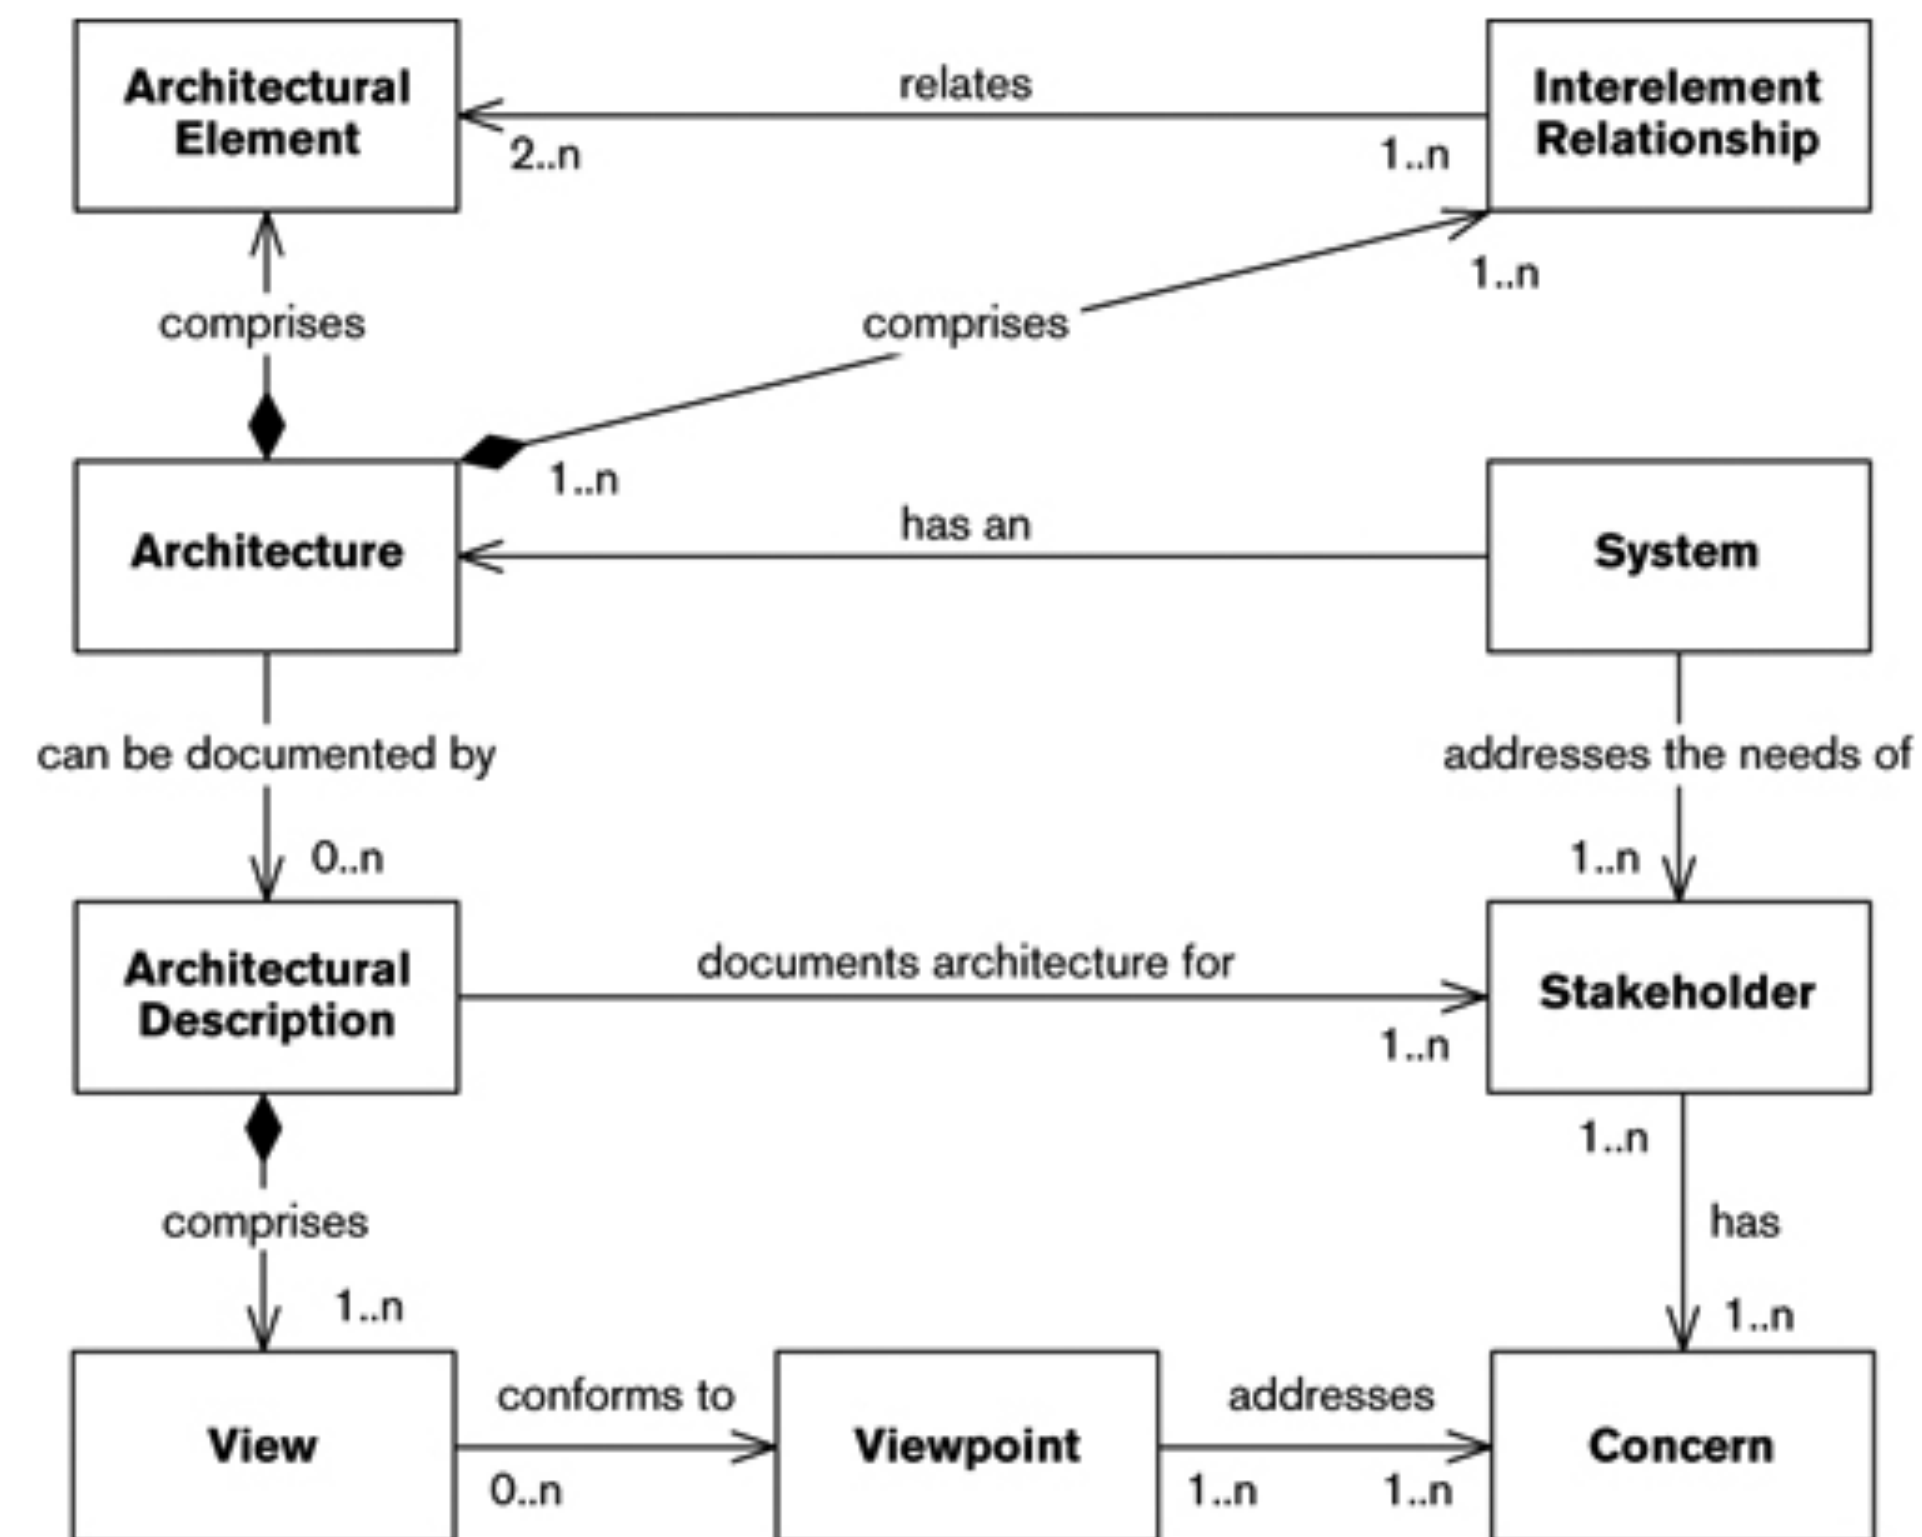 Architectural
Element
relates
2..n
1..n
Interelement
Relationship
comprises
comprises
1..n
1..n
Architecture
has an
System
can be documented by
0..n
addresses the needs of
1..n
Architectural
Description
documents architecture for
1..n
Stakeholder
comprises
1..n
1..n
has
1..n
View
conforms to
0..n
Viewpoint
addresses
1..n
1..n
Concern